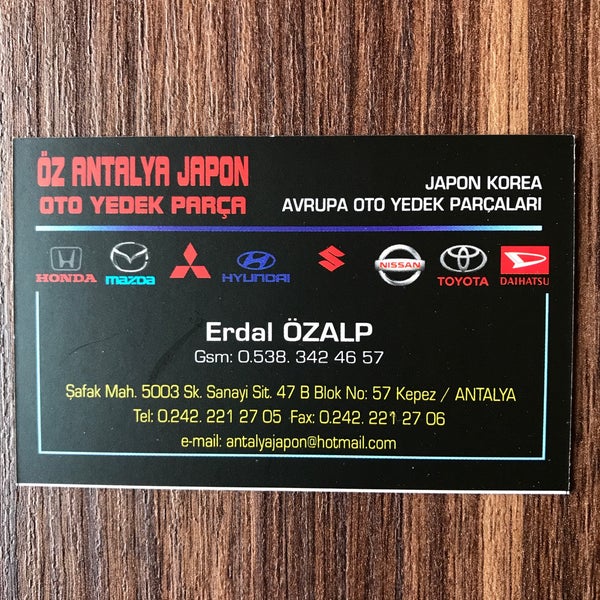 ÖZ ANTALYA JAPON
OTO YEDEK PARÇA
JAPON KOREA
AVRUPA OTO YEDEK PARÇALARI
HONDA mazda HYUNDAI NISSAN TOYOTA DAIHATSU
Erdal ÖZALP
Gsm: 0.538. 342 46 57
Şafak Mah. 5003 Sk. Sanayi Sit. 47 B Blok No: 57 Kepez / ANTALYA
Tel: 0.242. 221 27 05 Fax: 0.242. 221 27 06
e-mail: antalyajapon@hotmail.com